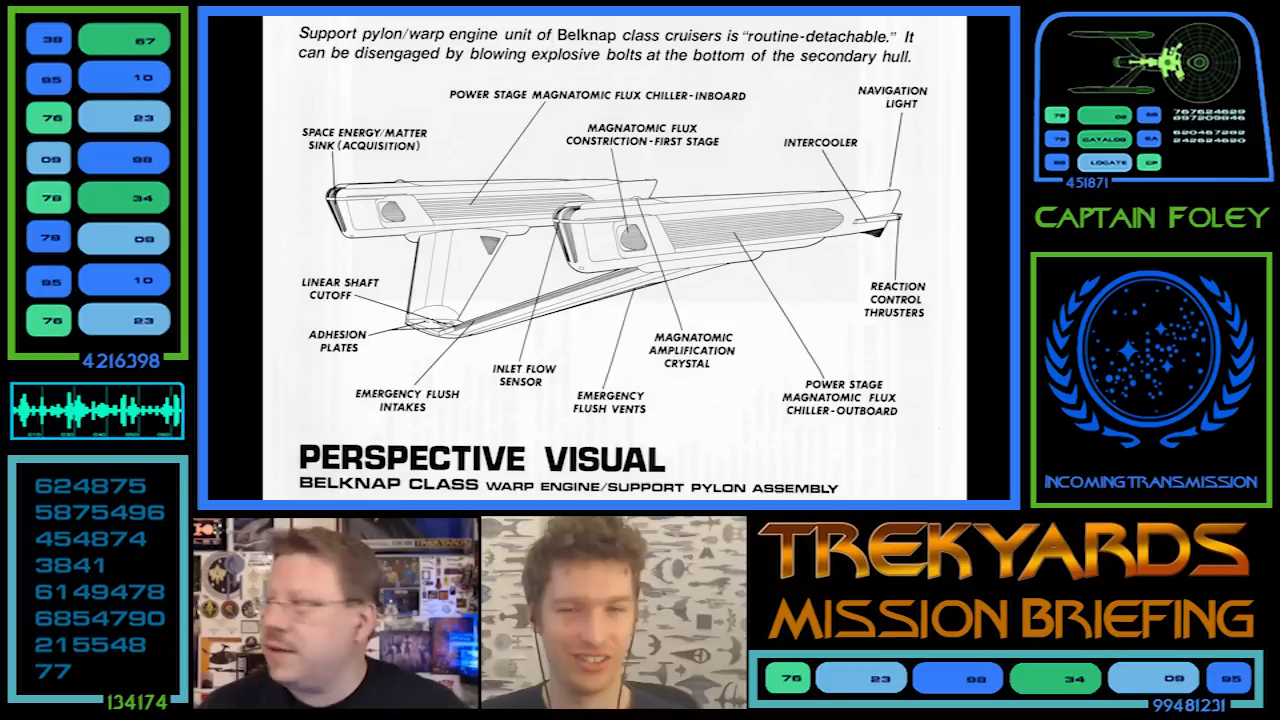 39 67
95 10
76 23
09 98
78 34
79 09
95 10
76 23
4216398
624875
5875496
454874
3841
6149478
6854790
215548
77
134174
Support pylon/warp engine unit of Belknap class cruisers is “routine-detachable.” It
can be disengaged by blowing explosive bolts at the bottom of the secondary hull.
POWER STAGE MAGNATOMIC FLUX CHILLER-INBOARD
NAVIGATION
LIGHT
SPACE ENERGY/MATTER
SINK (ACQUISITION)
MAGNATOMIC FLUX
CONSTRICTION-FIRST STAGE
INTERCOOLER
LINEAR SHAFT
CUTOFF
ADHESION
PLATES
EMERGENCY FLUSH
INTAKES
INLET FLOW
SENSOR
EMERGENCY
FLUSH VENTS
MAGNATOMIC
AMPLIFICATION
CRYSTAL
REACTION
CONTROL
THRUSTERS
POWER STAGE
MAGNATOMIC FLUX
CHILLER-OUTBOARD
PERSPECTIVE VISUAL
BELKNAP CLASS WARP ENGINE/SUPPORT PYLON ASSEMBLY
CATALOG
LOCATE
451871
CAPTAIN FOLEY
INCOMING TRANSMISSION
TREKYARDS
MISSION BRIEFING
76 23 98 34 09 95
99481231